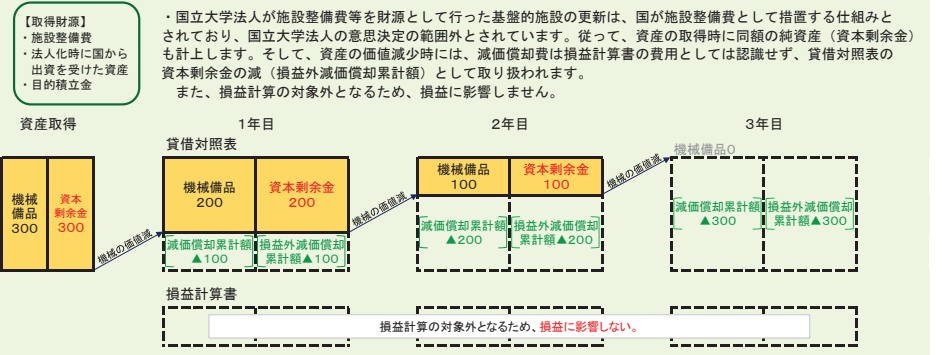 【取得財源】
・施設整備費
・法人化時に国から
出資を受けた資産
・目的積立金
・国立大学法人が施設整備費等を財源として行った基盤的施設の更新は、国が施設整備費として措置する仕組みと
されており、国立大学法人の意思決定の範囲外とされています。従って、資産の取得時に同額の純資産（資本剰余金）
も計上します。そして、資産の価値減少時には、減価償却費は損益計算書の費用としては認識せず、貸借対照表の
資本剰余金の減（損益外減価償却累計額）として取り扱われます。
また、損益計算の対象外となるため、損益に影響しません。
資産取得
1年目
2年目
3年目
貸借対照表
機械
備品
300
資本
剰余金
300
機械の価値減
機械備品
200
資本剰余金
200
減価償却累計額
▲100
損益外減価償却
累計額▲100
機械の価値減
機械備品
100
資本剰余金
100
減価償却累計額
▲200
損益外減価償却
累計額▲200
機械の価値減
機械備品0
減価償却累計額
▲300
損益外減価償却
累計額▲300
損益計算書
損益計算の対象外となるため、損益に影響しない。